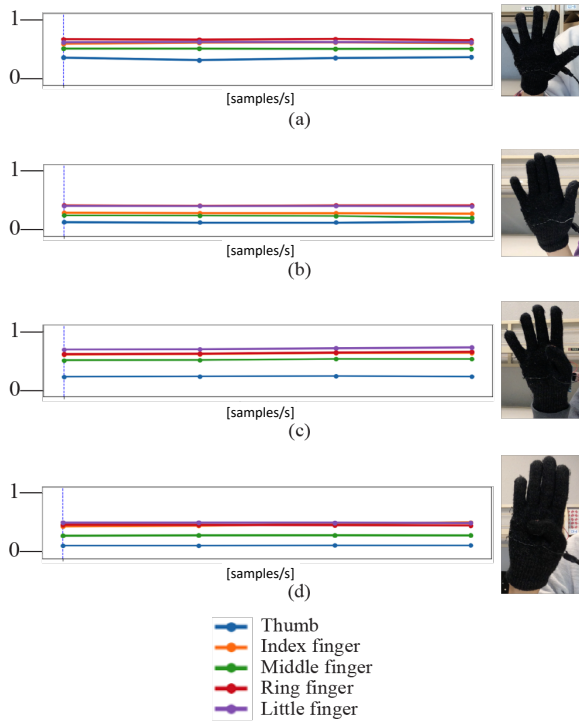 1
0
[samples/s]
(a)
1
0
[samples/s]
(b)
1
0
[samples/s]
(c)
1
0
[samples/s]
(d)
Thumb
Index finger
Middle finger
Ring finger
Little finger